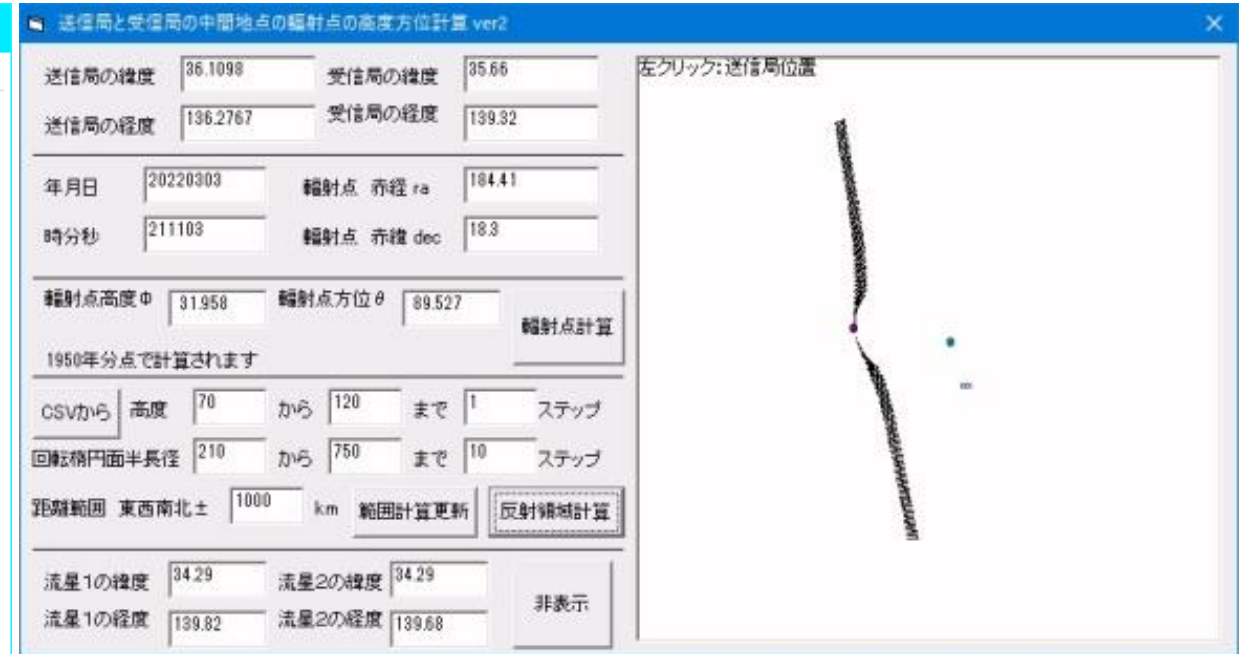 送信局と受信局の中間地点の輻射点の高度方位計算 ver2
送信局の緯度 36.1098 受信局の緯度 35.66
送信局の経度 136.2767 受信局の経度 139.32
年月日 20220303 輻射点 赤経 ra 184.41
時分秒 211103 輻射点 赤緯 dec 18.3
輻射点高度Φ 31.958 輻射点方位θ 89.527 輻射点計算
1950年分点で計算されます
CSVから 高度 70 から 120 まで 1 ステップ
回転楕円面半長径 210 から 750 まで 10 ステップ
距離範囲 東西南北± 1000 km 範囲計算更新 反射領域計算
流星1の緯度 34.29 流星2の緯度 34.29
流星1の経度 139.82 流星2の経度 139.68 非表示
左クリック:送信局位置